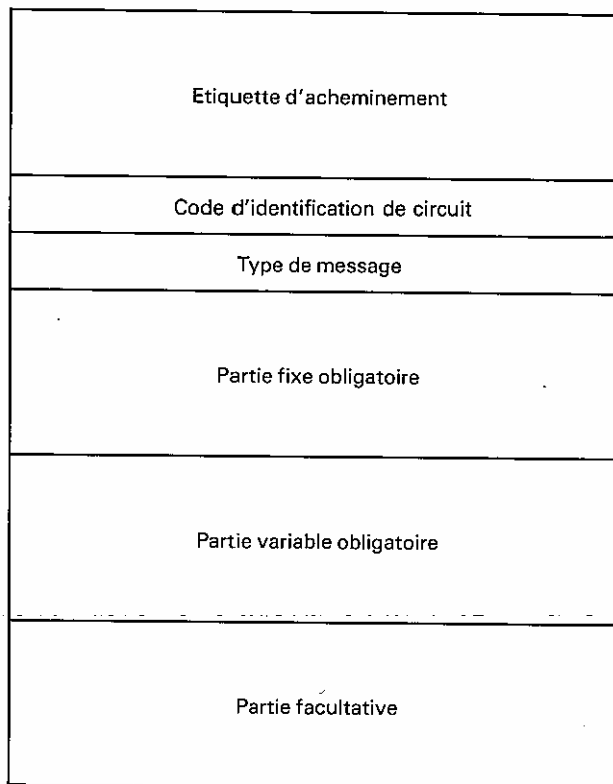 Etiquette d'acheminement
Code d'identification de circuit
Type de message
Partie fixe obligatoire
Partie variable obligatoire
Partie facultative